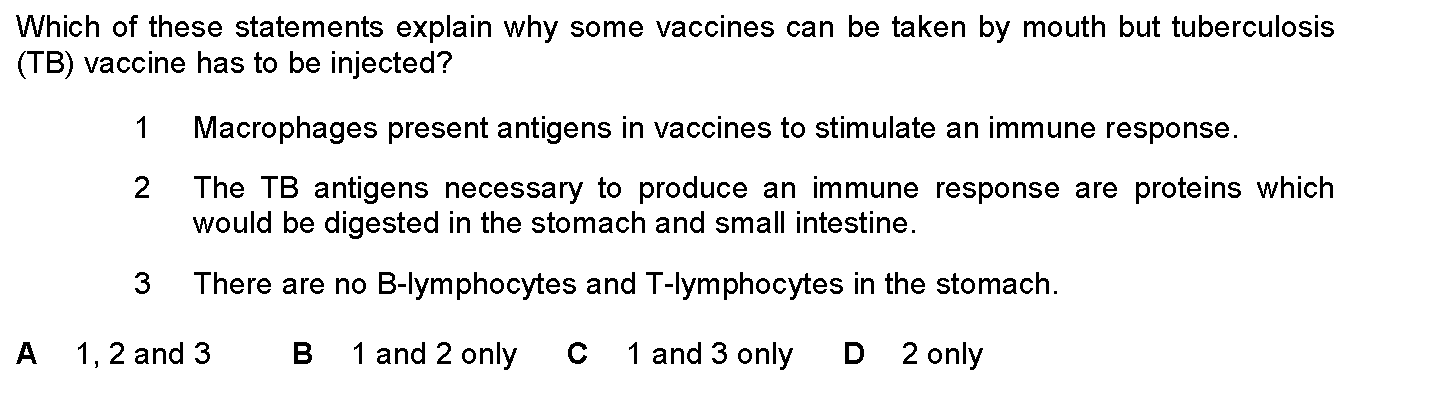 Which of these statements explain why some vaccines can be taken by mouth but tuberculosis
(TB) vaccine has to be injected?
1 Macrophages present antigens in vaccines to stimulate an immune response.
2 The TB antigens necessary to produce an immune response are proteins which
would be digested in the stomach and small intestine.
3 There are no B-lymphocytes and T-lymphocytes in the stomach.
A 1, 2 and 3 B 1 and 2 only C 1 and 3 only D 2 only